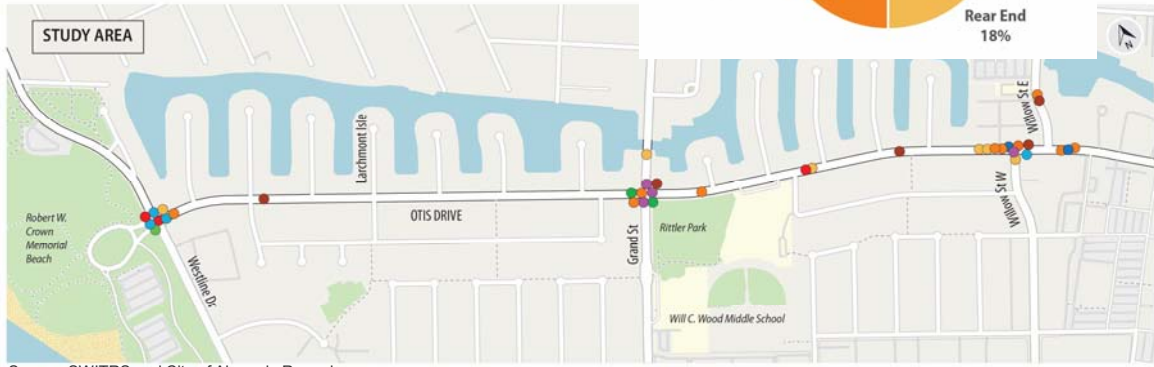 STUDY AREA
Rear End
18%
N
Willow St E
Larchmont Isle
OTIS DRIVE
Willow St W
Robert W.
Crown
Memorial
Beach
Westline Dr
Grand St
Rittler Park
Will C. Wood Middle School